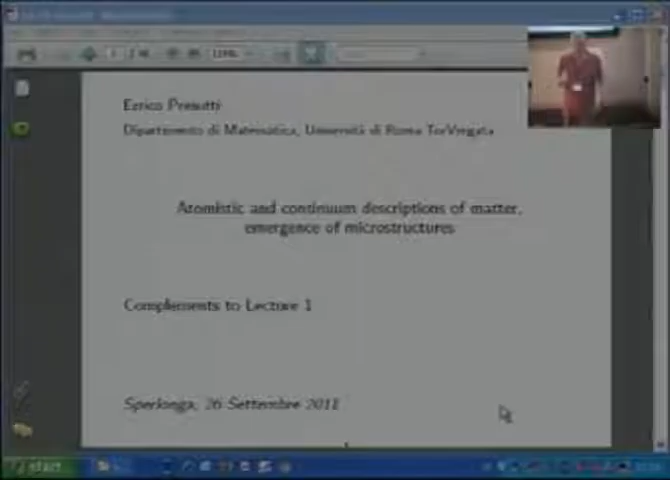 Errico Presutti
Dipartimento di Matematica, Università di Roma TorVergata
Atomistic and continuum descriptions of matter,
emergence of microstructures
Complements to Lecture 1
Sperlonga, 26 Settembre 2011
start